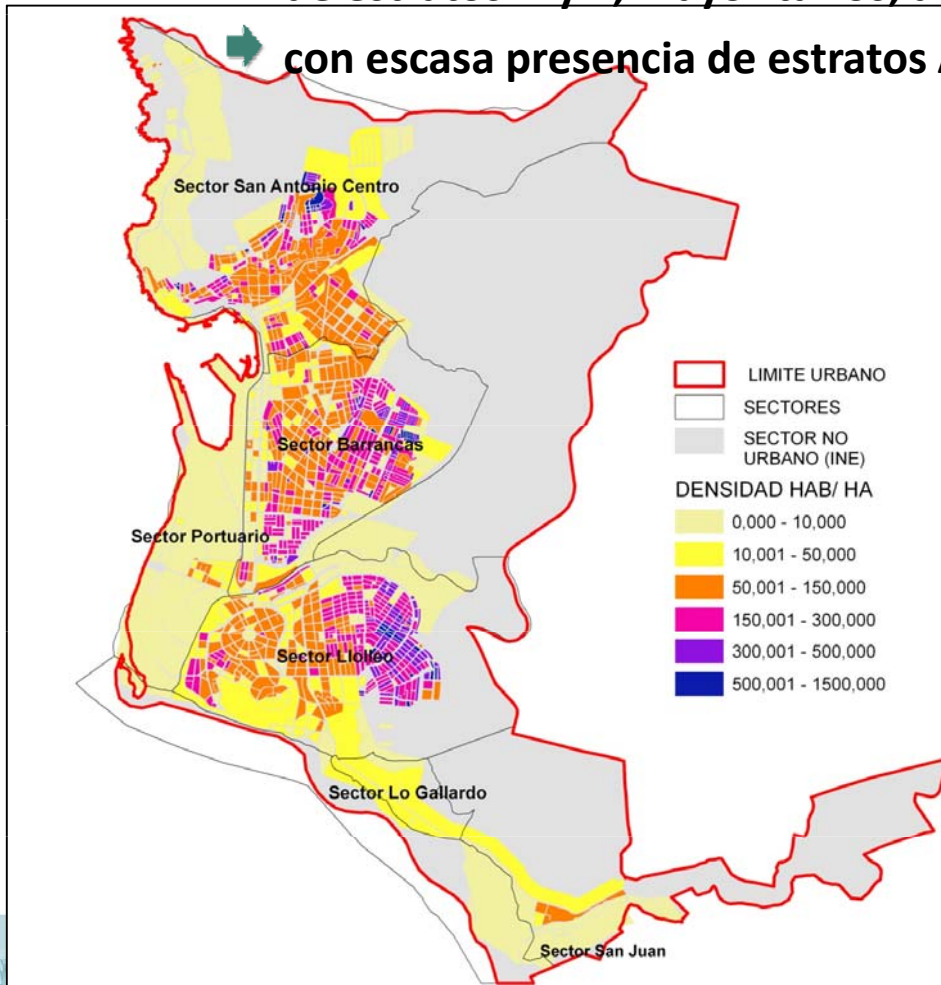 con escasa presencia de estratos
Sector San Antonio Centro
Sector Barrancas
Sector Portuario
Sector Llolleo
Sector Lo Gallardo
Sector San Juan
LIMITE URBANO
SECTORES
SECTOR NO
URBANO (INE)
DENSIDAD HAB/ HA
0,000 - 10,000
10,001 - 50,000
50,001 - 150,000
150,001 - 300,000
300,001 - 500,000
500,001 - 1500,000